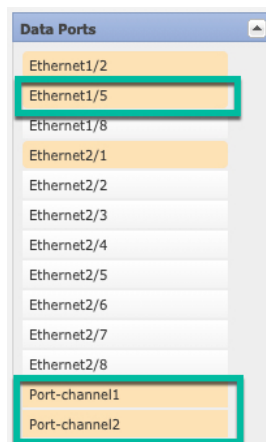 Data Ports
Ethernet1/2
Ethernet1/5
Ethernet1/8
Ethernet2/1
Ethernet2/2
Ethernet2/3
Ethernet2/4
Ethernet2/5
Ethernet2/6
Ethernet2/7
Ethernet2/8
Port-channel1
Port-channel2